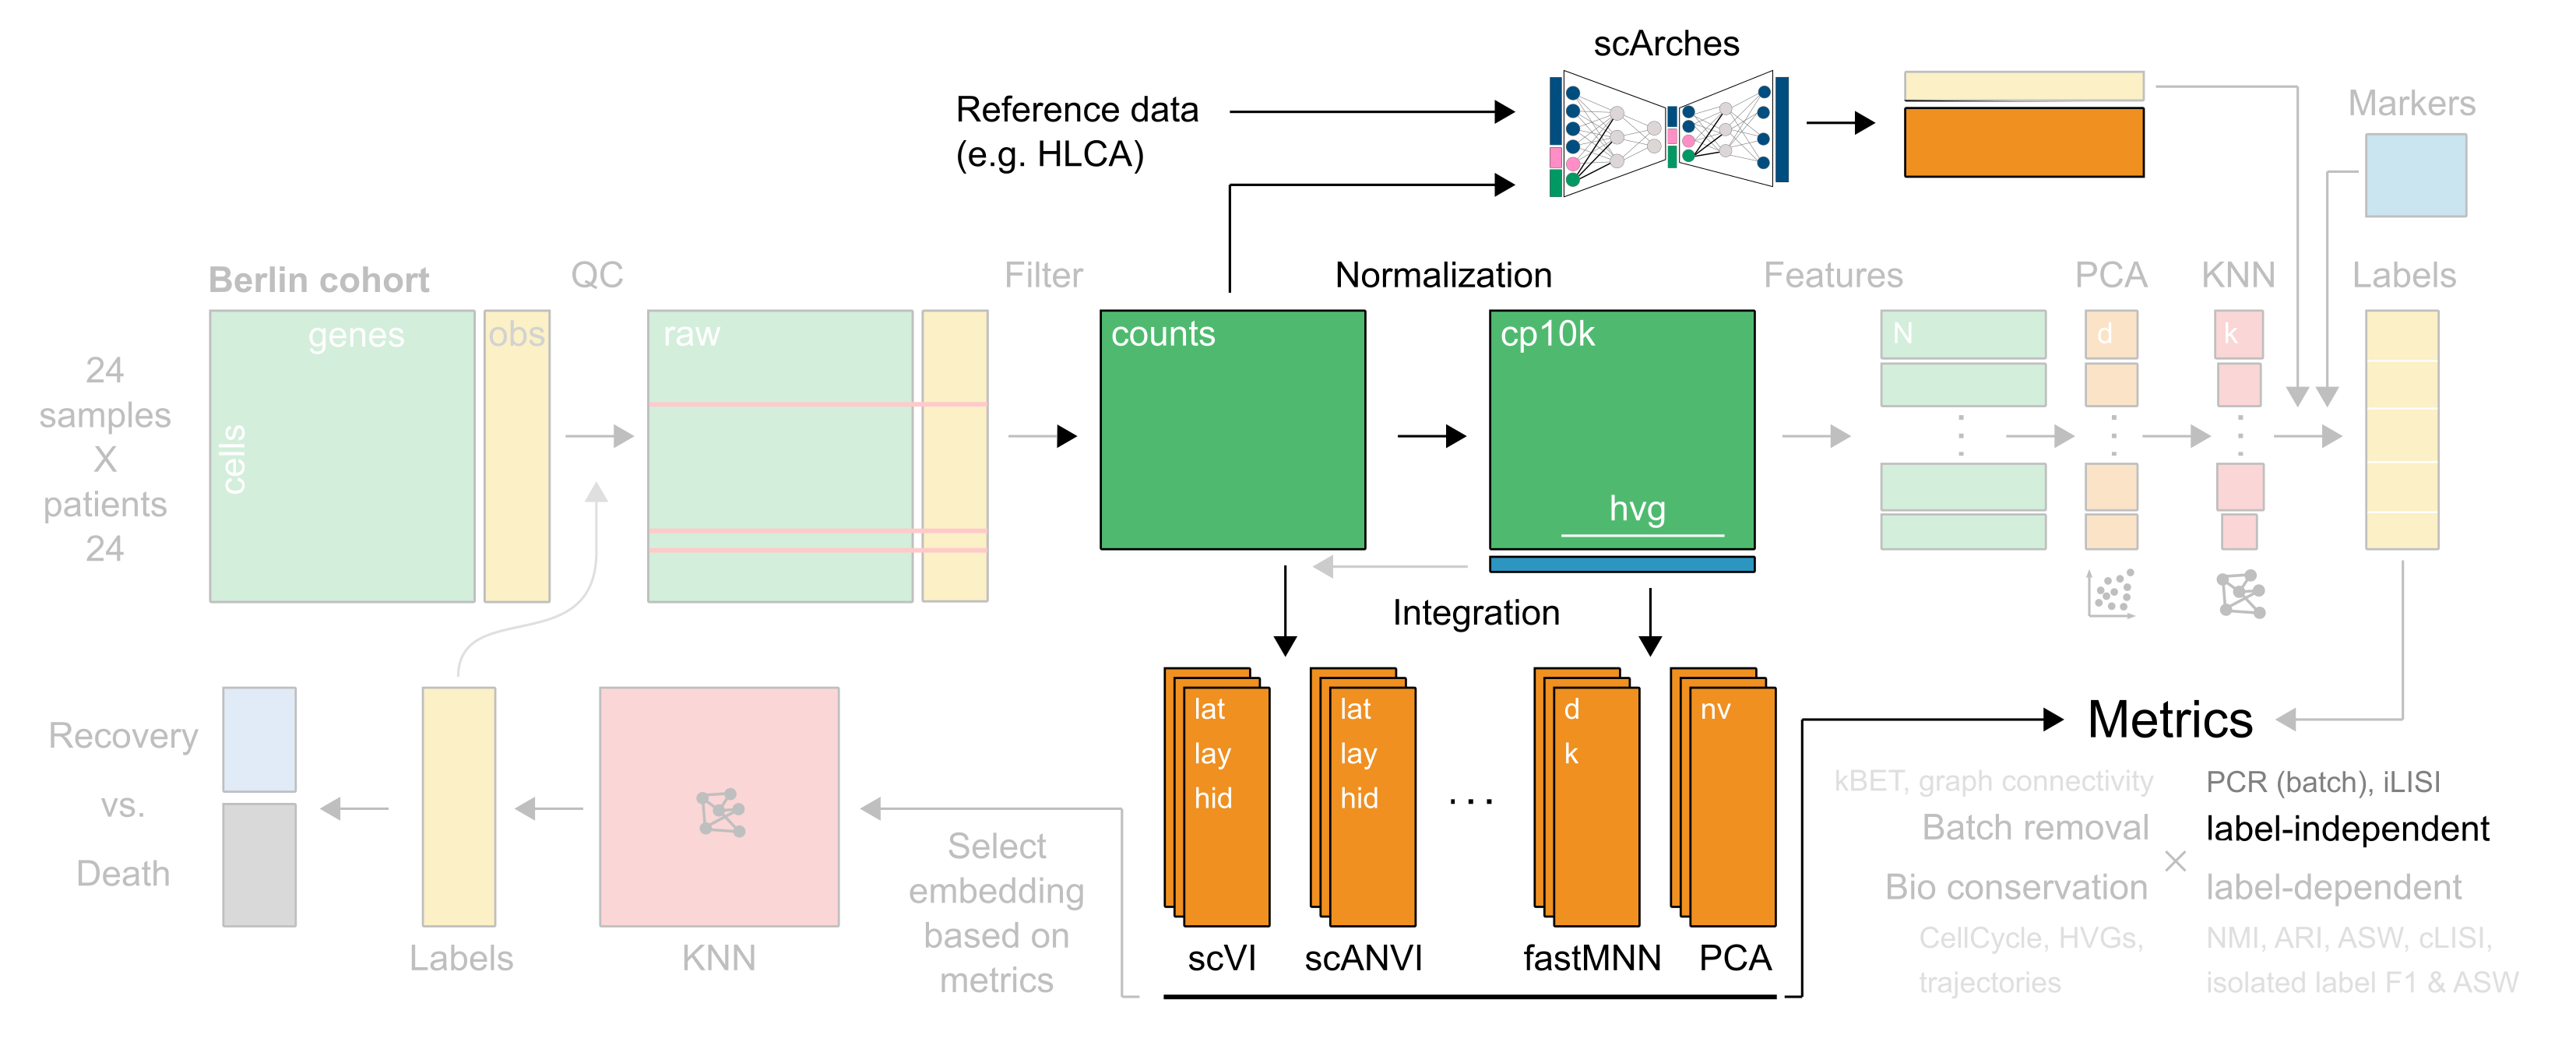 scArches
Reference data
(e.g. HLCA)
Markers
Berlin cohort
QC
Filter
Normalization
Features
PCA
KNN
Labels
genes
obs
raw
counts
cp10k
N
d
k
24
samples
X
patients
24
cells
hvg
Integration
Recovery
vs.
Death
Labels
KNN
Select
embedding
based on
metrics
lat
lay
hid
lat
lay
hid
...
d
k
nv
scVI
scANVI
fastMNN
PCA
Metrics
kBET, graph connectivity
PCR (batch), iLISI
Batch removal
label-independent
×
Bio conservation
label-dependent
CellCycle, HVGs,
trajectories
NMI, ARI, ASW, cLISI,
isolated label F1 & ASW